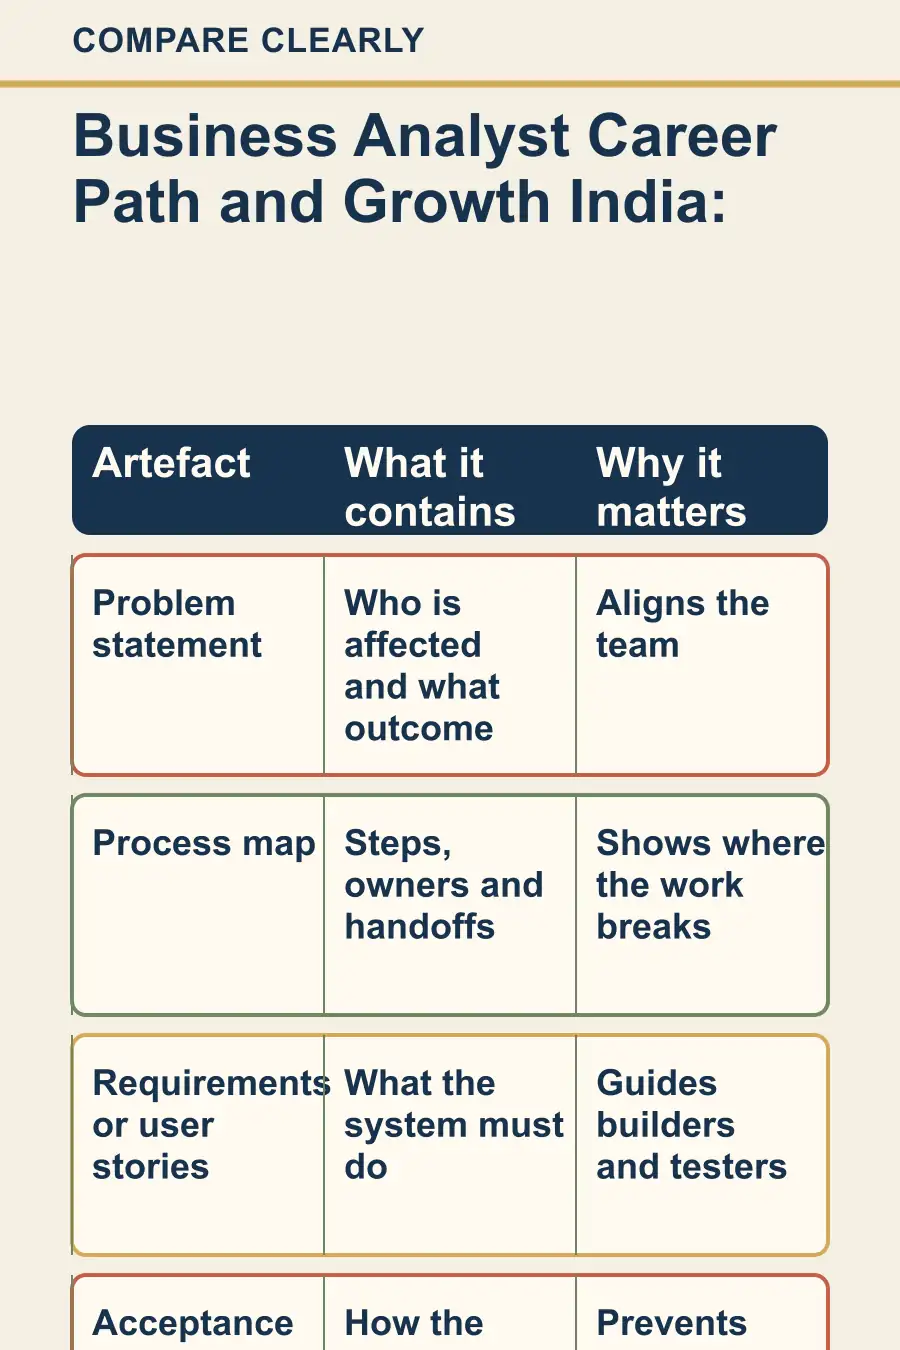 COMPARE CLEARLY
Business Analyst Career
Path and Growth India:
Artefact
What it
contains
Why it
matters
Problem
statement
Who is
affected
and what
outcome
Aligns the
team
Process map
Steps,
owners and
handoffs
Shows where
the work
breaks
Requirements
or user
stories
What the
system must
do
Guides
builders
and testers
Acceptance
How the
Prevents